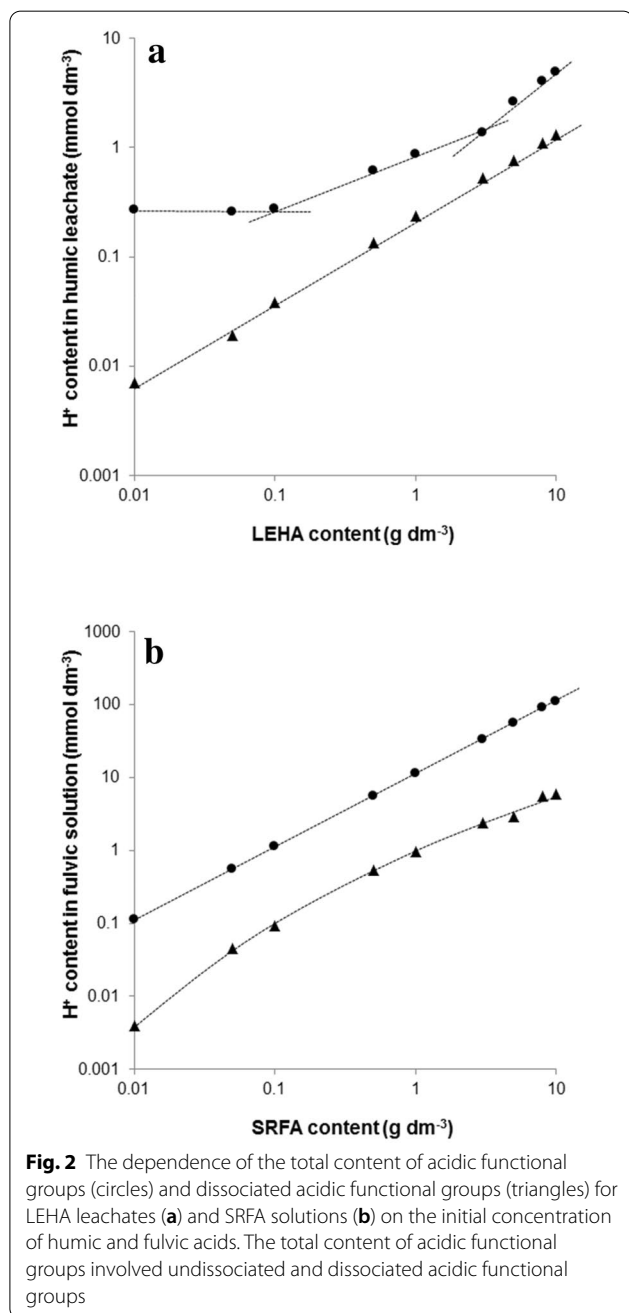 a
10
1
0.1
0.01
0.001
H⁺ content in humic leachate (mmol dm⁻³)
0.01 0.1 1 10
LEHA content (g dm⁻³)
b
1000
100
10
1
0.1
0.01
0.001
H⁺ content in fulvic solution (mmol dm⁻³)
0.01 0.1 1 10
SRFA content (g dm⁻³)
Fig. 2 The dependence of the total content of acidic functional
groups (circles) and dissociated acidic functional groups (triangles) for
LEHA leachates (a) and SRFA solutions (b) on the initial concentration
of humic and fulvic acids. The total content of acidic functional
groups involved undissociated and dissociated acidic functional
groups